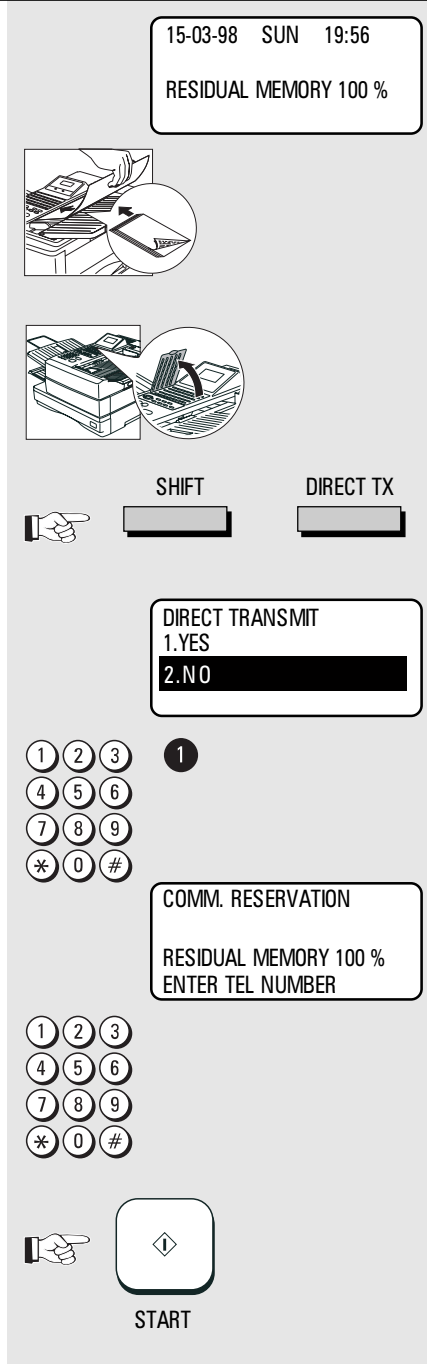 15-03-98 SUN 19:56
RESIDUAL MEMORY 100 %
SHIFT DIRECT TX
DIRECT TRANSMIT
1.YES
2.NO
1 2 3 1
4 5 6
7 8 9
* 0 #
COMM. RESERVATION
RESIDUAL MEMORY 100 %
ENTER TEL NUMBER
1 2 3
4 5 6
7 8 9
* 0 #
START